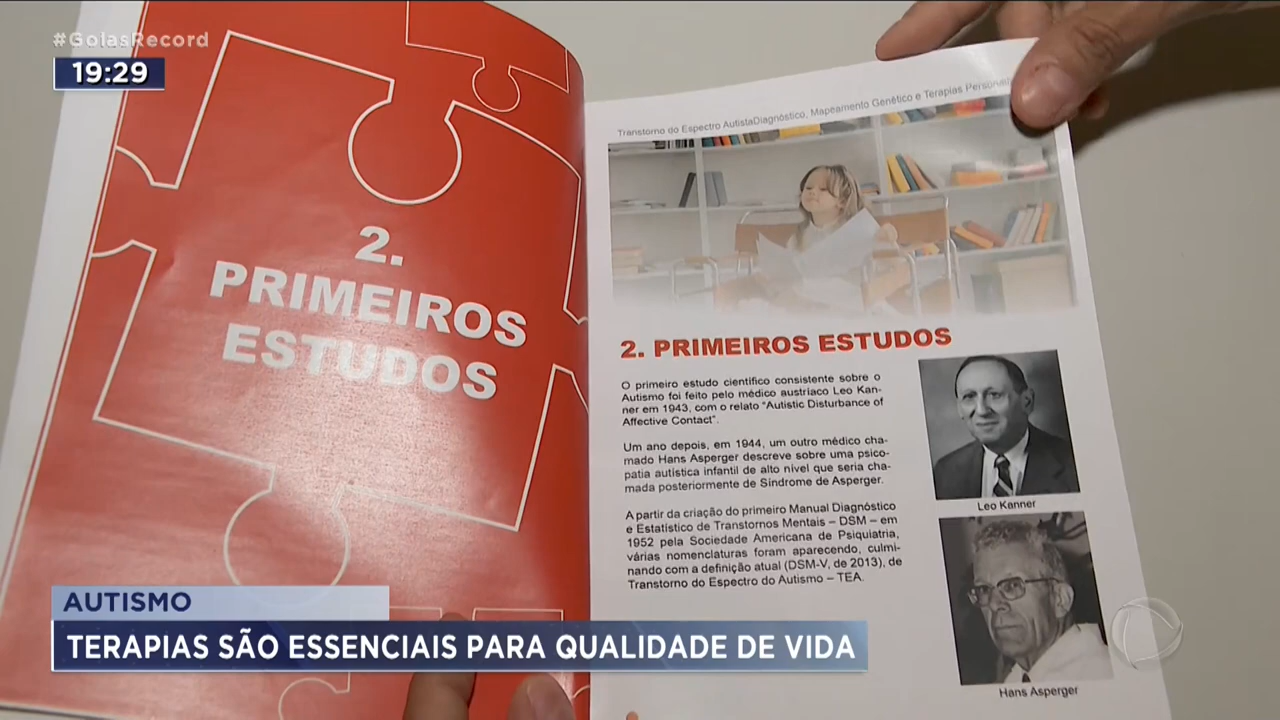 #GoiasRecord
19:29
2.
PRIMEIROS
ESTUDOS
Transtorno do Espectro AutistaDiagnóstico, Mapeamento Genético e Terapias
2. PRIMEIROS ESTUDOS
O primeiro estudo científico consistente sobre o
Autismo foi feito pelo médico austríaco Leo Kan-
ner em 1943, com o relato “Autistic Disturbance of
Affective Contact”.
Um ano depois, em 1944, um outro médico cha-
mado Hans Asperger descreve sobre uma psico-
patia autística infantil de alto nível que seria cha-
mada posteriormente de Síndrome de Asperger.
A partir da criação do primeiro Manual Diagnóstico
e Estatístico de Transtornos Mentais – DSM – em
1952 pela Sociedade Americana de Psiquiatria,
várias nomenclaturas foram aparecendo, culmi-
nando com a definição atual (DSM-V, de 2013), de
Transtorno do Espectro do Autismo – TEA.
Leo Kanner
Hans Asperger
AUTISMO
TERAPIAS SÃO ESSENCIAIS PARA QUALIDADE DE VIDA